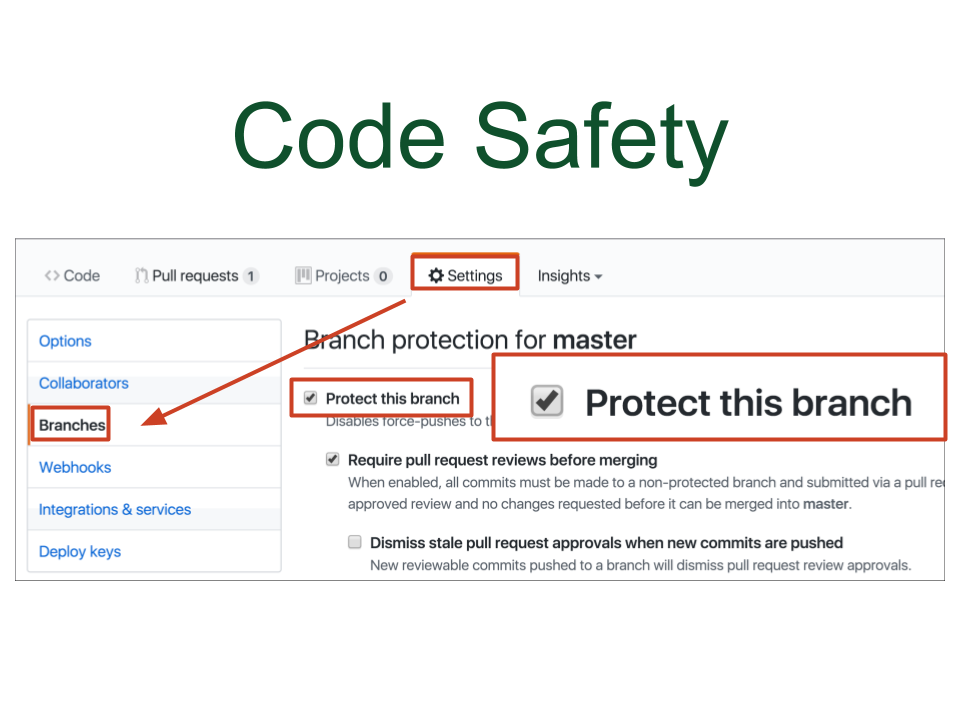 Code Safety
<> Code Pull requests 1 Projects 0 Settings Insights
Options
Collaborators
Branches
Webhooks
Integrations & services
Deploy keys
Branch protection for master
Protect this branch
Protect this branch
Disables force-pushes to
Require pull request reviews before merging
When enabled, all commits must be made to a non-protected branch and submitted via a pull
approved review and no changes requested before it can be merged into master.
Dismiss stale pull request approvals when new commits are pushed
New reviewable commits pushed to a branch will dismiss pull request review approvals.